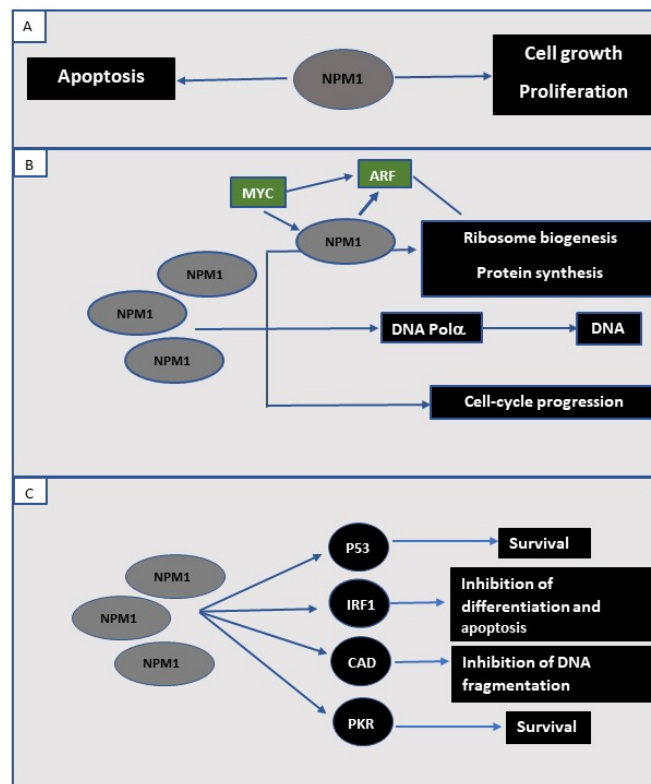 A
Apoptosis
NPM1
Cell growth
Proliferation
B
MYC
ARF
NPM1
Ribosome biogenesis
Protein synthesis
NPM1
NPM1
NPM1
DNA Polα
DNA
Cell-cycle progression
C
P53
Survival
NPM1
IRF1
Inhibition of
differentiation and
apoptosis
NPM1
NPM1
CAD
Inhibition of DNA
fragmentation
PKR
Survival